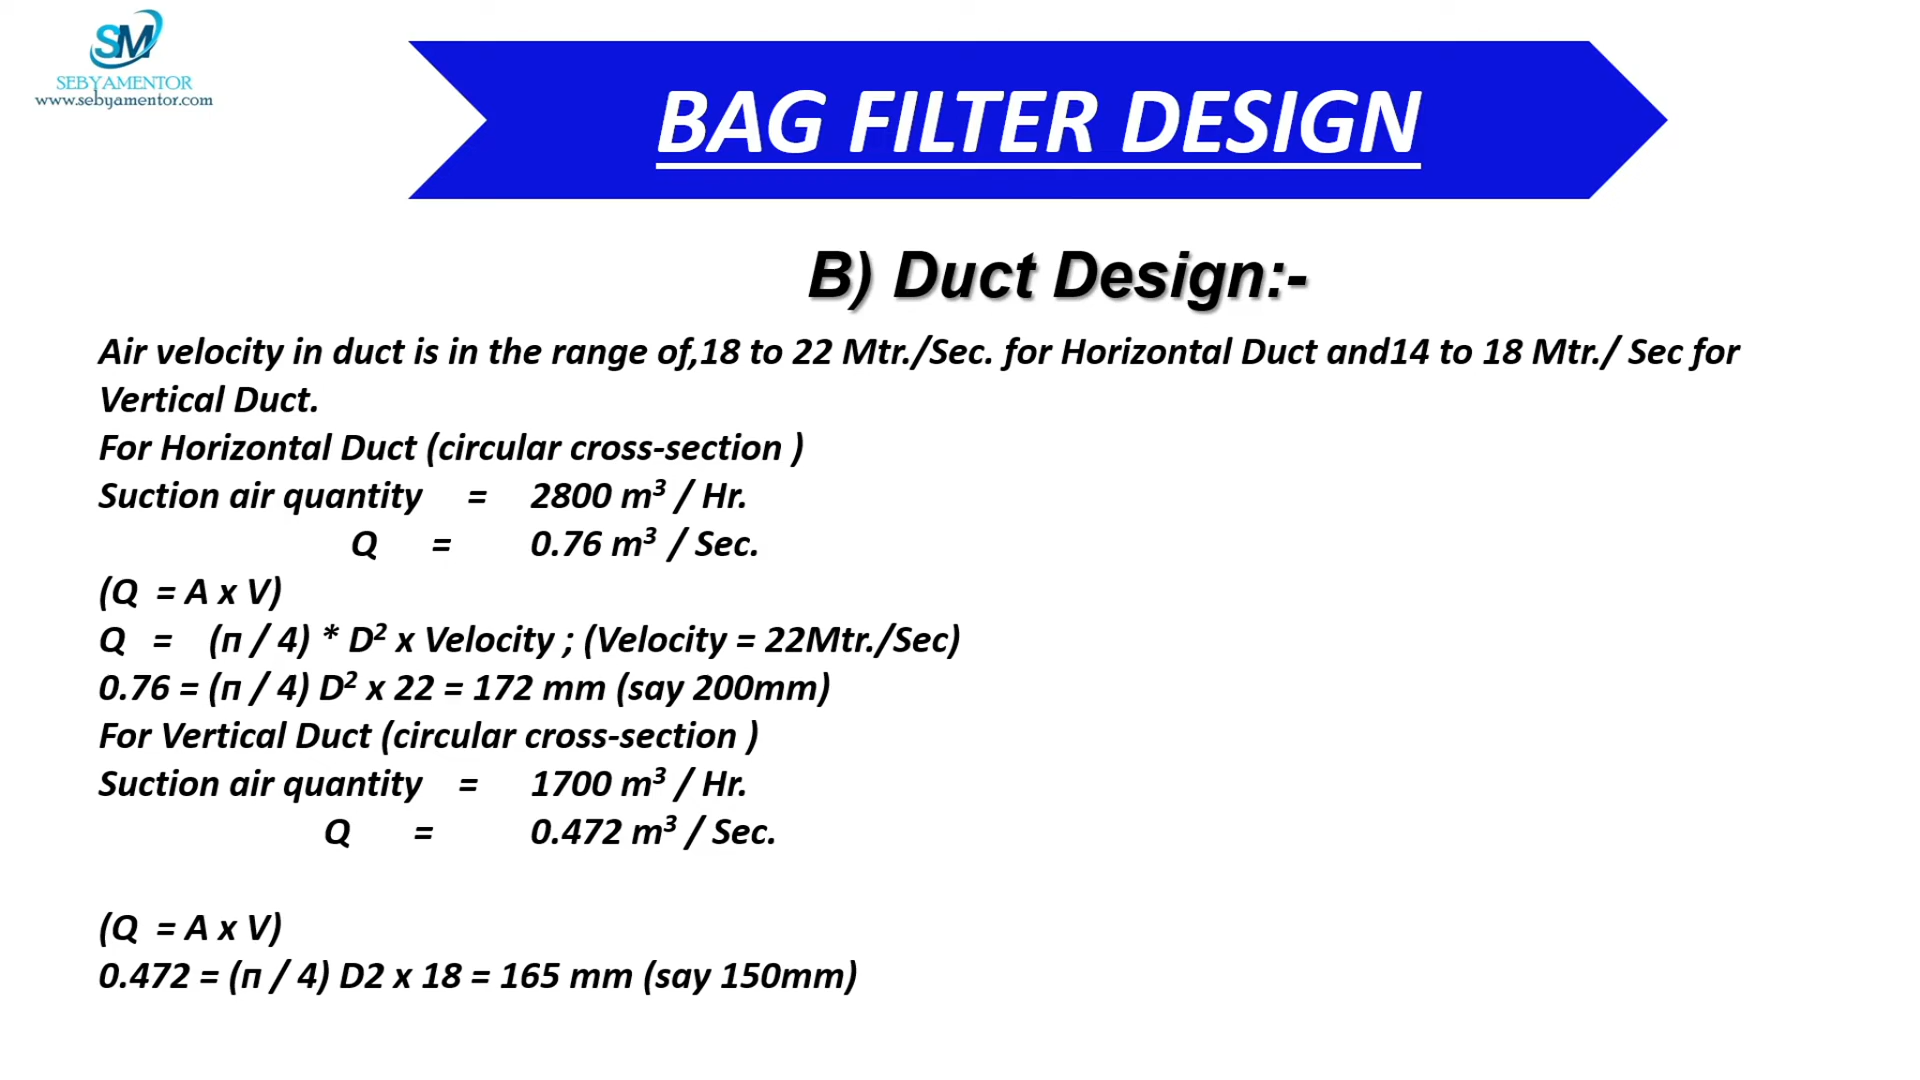 SM
SEBYAMENTOR
www.sebyamentor.com
BAG FILTER DESIGN
B) Duct Design:-
Air velocity in duct is in the range of,18 to 22 Mtr./Sec. for Horizontal Duct and14 to 18 Mtr./ Sec for
Vertical Duct.
For Horizontal Duct (circular cross-section )
Suction air quantity = 2800 m³ / Hr.
Q = 0.76 m³ / Sec.
(Q = A x V)
Q = (п / 4) * D² x Velocity ; (Velocity = 22Mtr./Sec)
0.76 = (п / 4) D² x 22 = 172 mm (say 200mm)
For Vertical Duct (circular cross-section )
Suction air quantity = 1700 m³ / Hr.
Q = 0.472 m³ / Sec.
(Q = A x V)
0.472 = (п / 4) D2 x 18 = 165 mm (say 150mm)